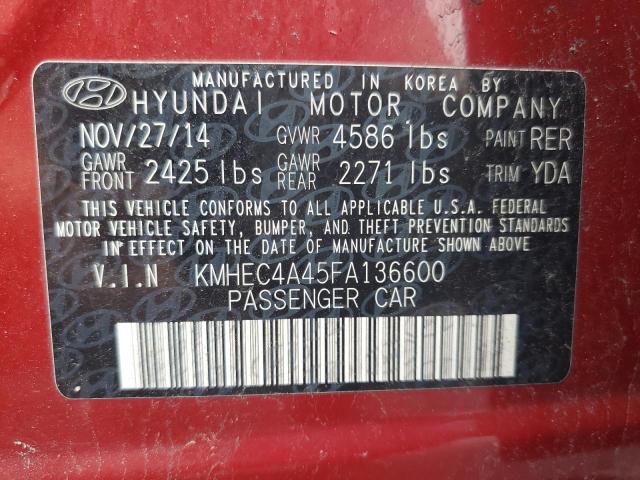 MANUFACTURED IN KOREA BY
HYUNDAI MOTOR COMPANY
NOV/27/14 GVWR 4586 lbs PAINT RER
GAWR FRONT 2425 lbs GAWR REAR 2271 lbs TRIM YDA
THIS VEHICLE CONFORMS TO ALL APPLICABLE U.S.A. FEDERAL
MOTOR VEHICLE SAFETY, BUMPER, AND THEFT PREVENTION STANDARDS
IN EFFECT ON THE DATE OF MANUFACTURE SHOWN ABOVE.
V.I.N KMHEC4A45FA136600
PASSENGER CAR